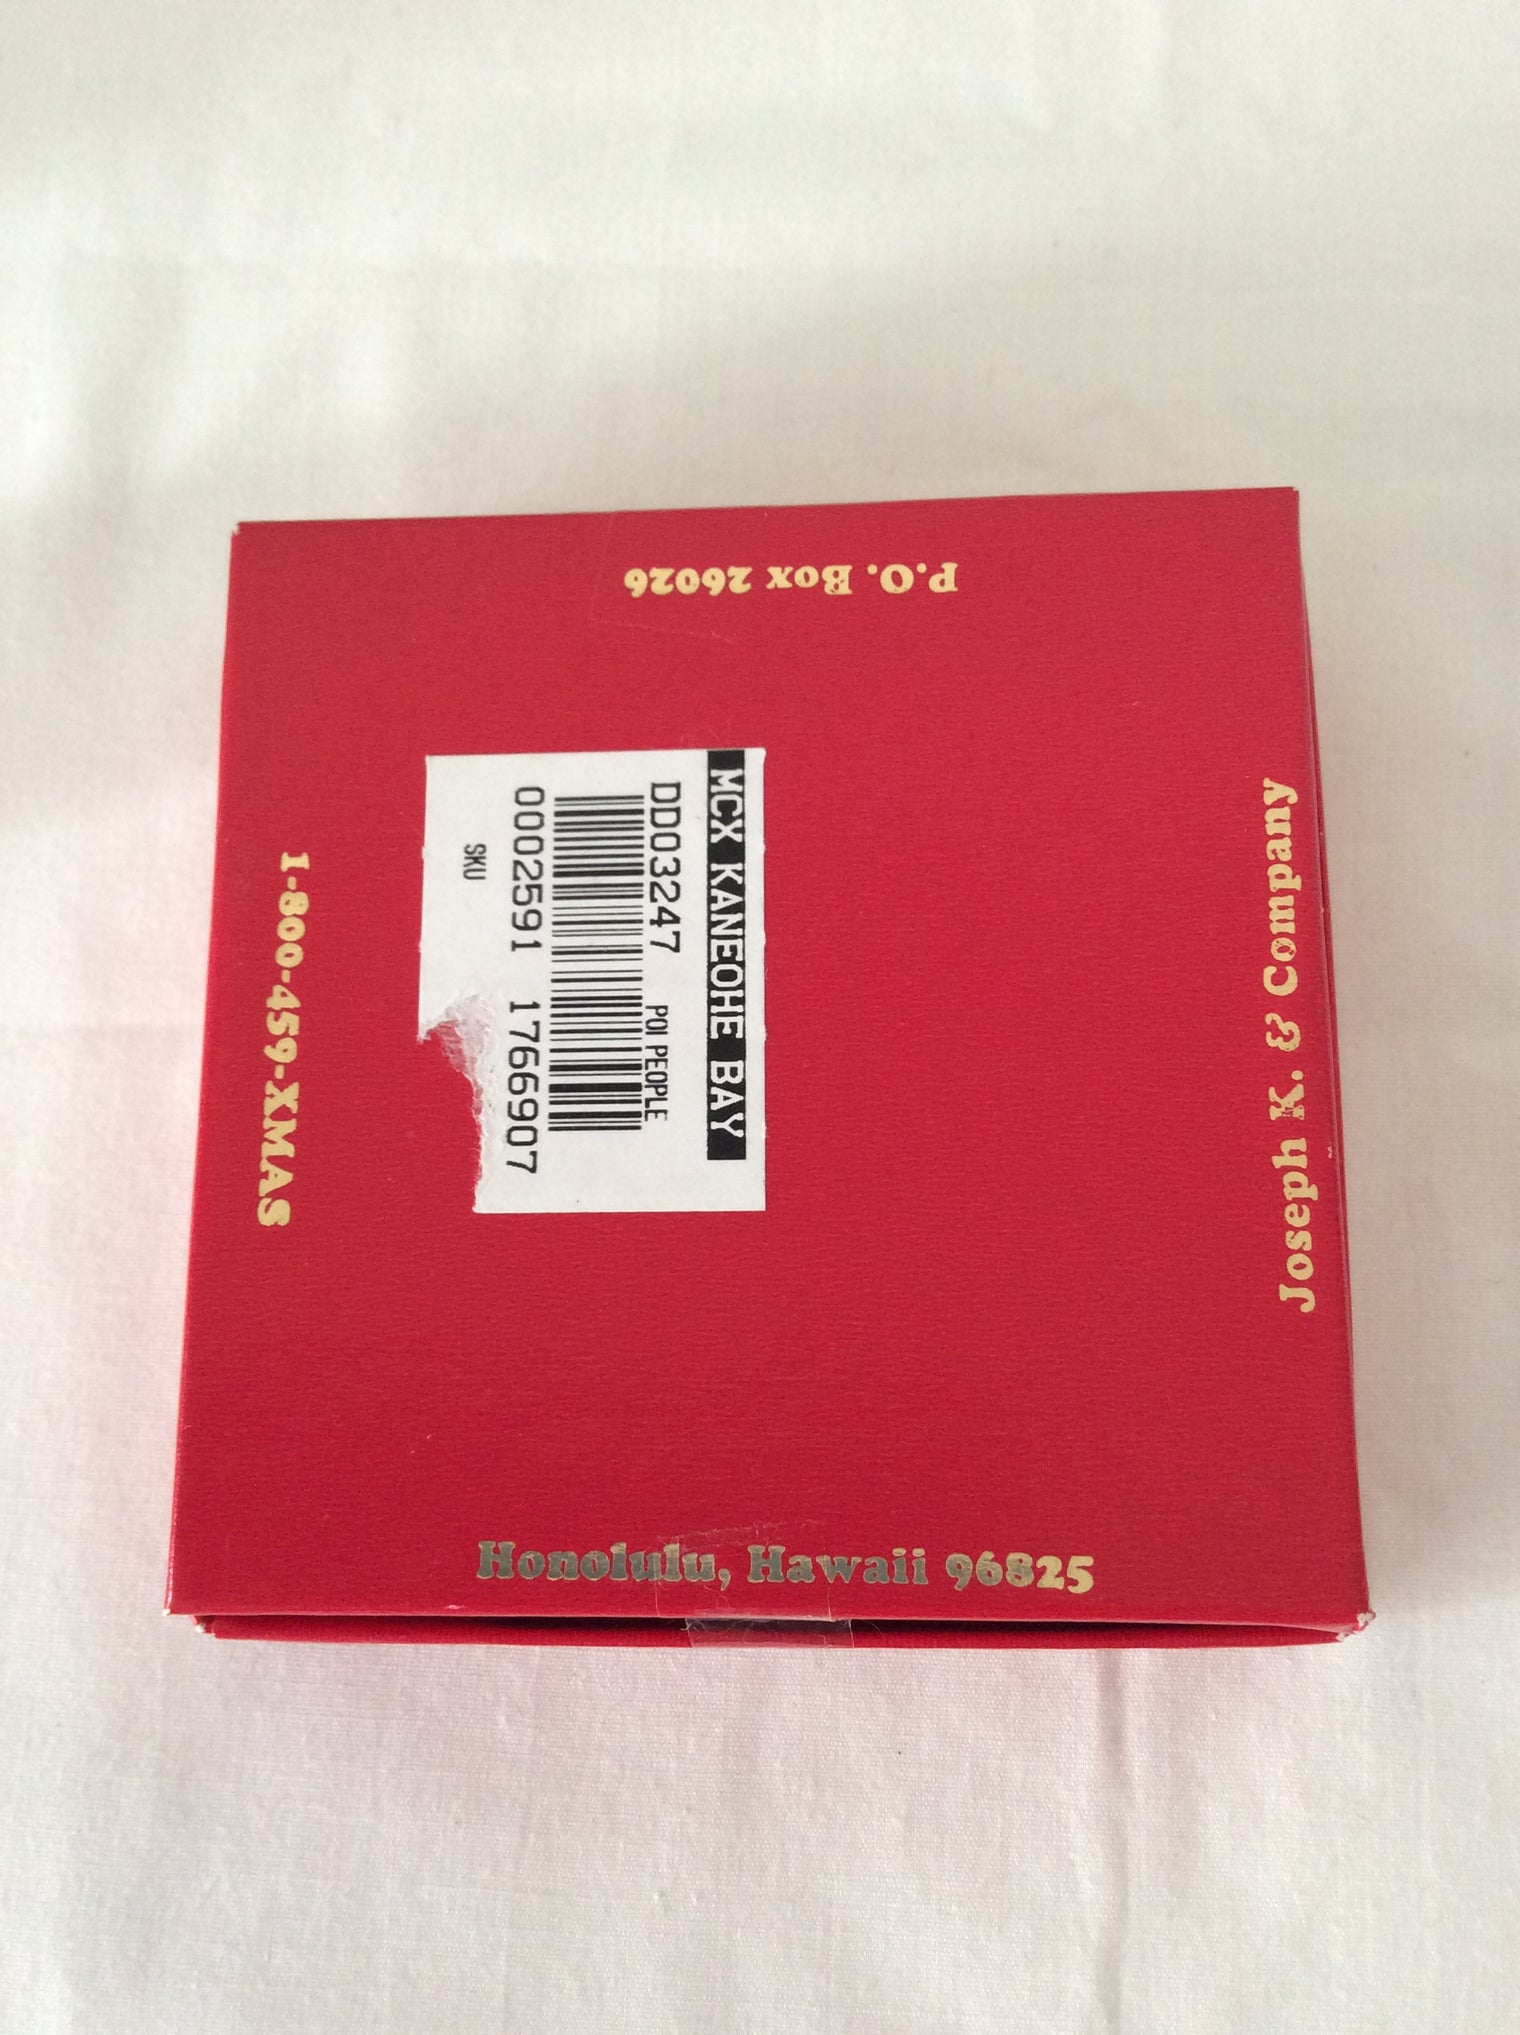 Joseph K. & Company
P.O. Box 26026
Honolulu, Hawaii 96825
1-800-459-XMAS
MCX KANEOHE BAY
DD03247 POI PEOPLE
0002591 1766907
SKU